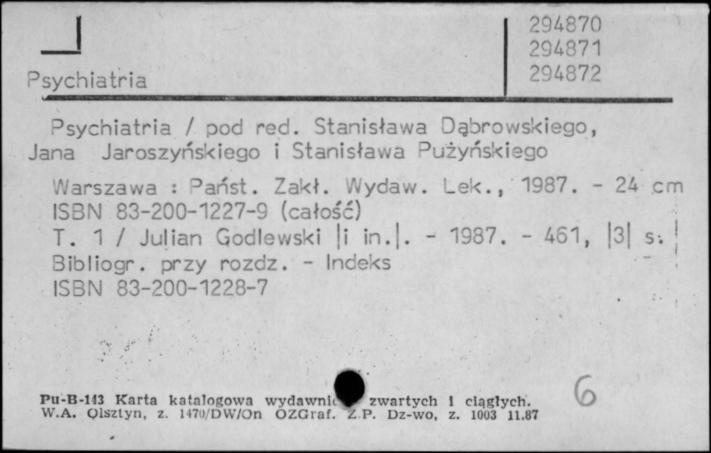 294870
294871
294872
Psychiatria
Psychiatria / pod red. Stanisława Dąbrowskiego,
Jana Jaroszyńskiego i Stanisława Pużyńskiego
Warszawa : Państ. Zakł. Wydaw. Lek., 1987. - 24 cm
ISBN 83-200-1227-9 (całość)
T. 1 / Julian Godlewski |i in.|. - 1987. - 461, |3| s. |
Bibliogr. przy rozdz. - Indeks
ISBN 83-200-1228-7
6
Pu-B-143 Karta katalogowa zwartych i ciągłych.
W.A. Olsztyn, z. 1470/DW/On OZGraf. Z.P. Dz-wo, z. 1003 11.87